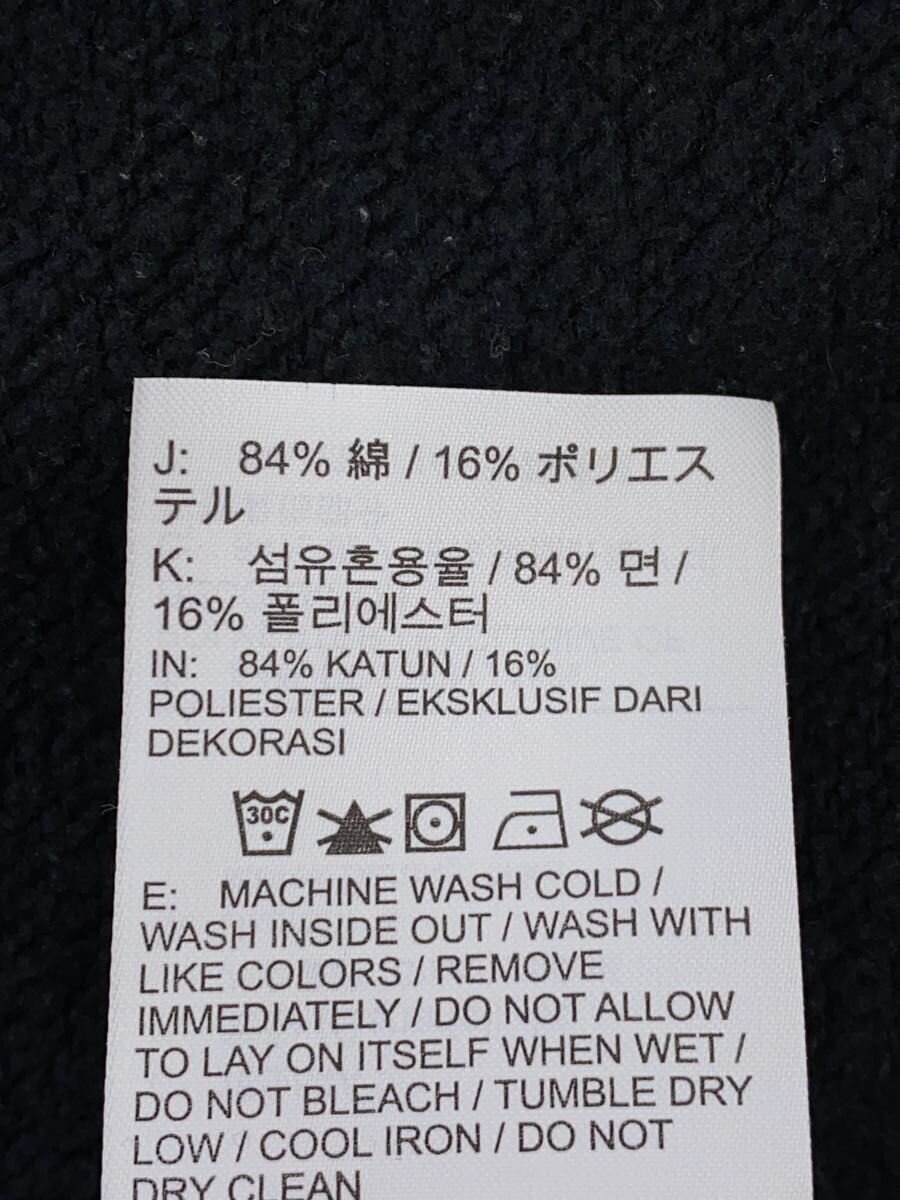 J: 84% 綿 / 16% ポリエス
テル
K: 섬유혼용율 / 84% 면 /
16% 폴리에스터
IN: 84% KATUN / 16%
POLIESTER / EKSKLUSIF DARI
DEKORASI
30C
E: MACHINE WASH COLD /
WASH INSIDE OUT / WASH WITH
LIKE COLORS / REMOVE
IMMEDIATELY / DO NOT ALLOW
TO LAY ON ITSELF WHEN WET /
DO NOT BLEACH / TUMBLE DRY
LOW / COOL IRON / DO NOT
DRY CLEAN